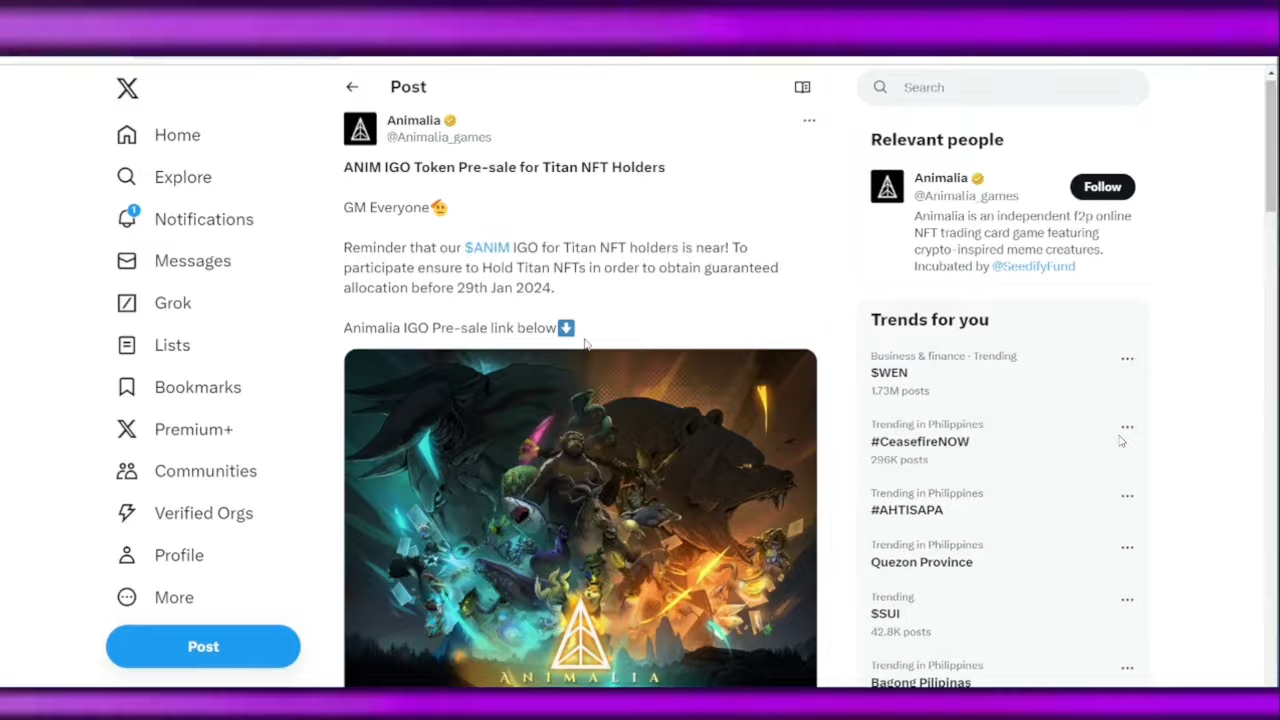 Post
Search
Animalia
@Animalia_games
ANIM IGO Token Pre-sale for Titan NFT Holders
GM Everyone
Reminder that our $ANIM IGO for Titan NFT holders is near! To
participate ensure to Hold Titan NFTs in order to obtain guaranteed
allocation before 29th Jan 2024.
Animalia IGO Pre-sale link below
ANIMALIA
X
Home
Explore
1
Notifications
Messages
Grok
Lists
Bookmarks
Premium+
Communities
Verified Orgs
Profile
More
Post
Relevant people
Animalia
@Animalia_games
Follow
Animalia is an independent f2p online
NFT trading card game featuring
crypto-inspired meme creatures.
Incubated by @SeedifyFund
Trends for you
Business & finance · Trending
$WEN
1.73M posts
Trending in Philippines
#CeasefireNOW
296K posts
Trending in Philippines
#AHTISAPA
Trending in Philippines
Quezon Province
Trending
$SUI
42.8K posts
Trending in Philippines
Bagong Pilipinas